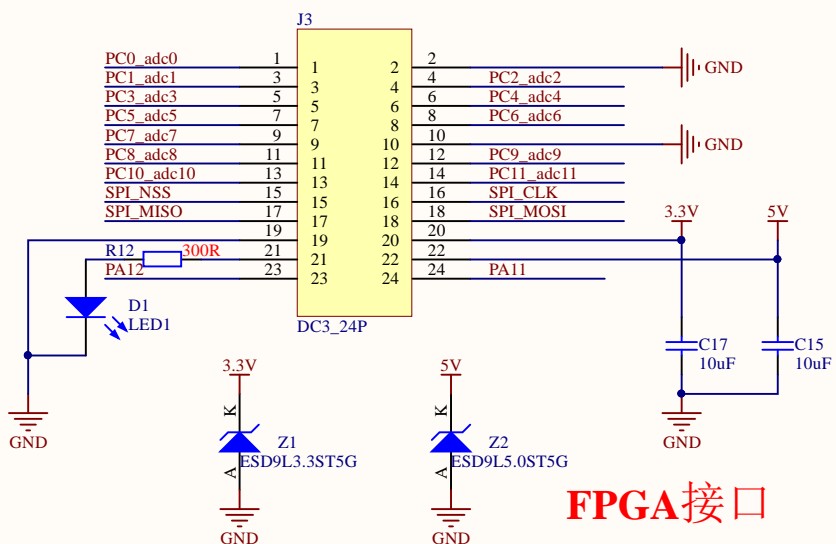 J3
PC0_adc0 1 1 2 2 GND
PC1_adc1 3 3 4 4 PC2_adc2
PC3_adc3 5 5 6 6 PC4_adc4
PC5_adc5 7 7 8 8 PC6_adc6
PC7_adc7 9 9 10 10 GND
PC8_adc8 11 11 12 12 PC9_adc9
PC10_adc10 13 13 14 14 PC11_adc11
SPI_NSS 15 15 16 16 SPI_CLK
SPI_MISO 17 17 18 18 SPI_MOSI
19 19 20 20 3.3V 5V
R12 300R 21 21 22 22
PA12 23 23 24 24 PA11
D1
LED1
DC3_24P
C17
10uF
C15
10uF
3.3V
5V
K
K
GND
GND
Z1
ESD9L3.3ST5G
Z2
ESD9L5.0ST5G
A
A
FPGA接口
GND
GND